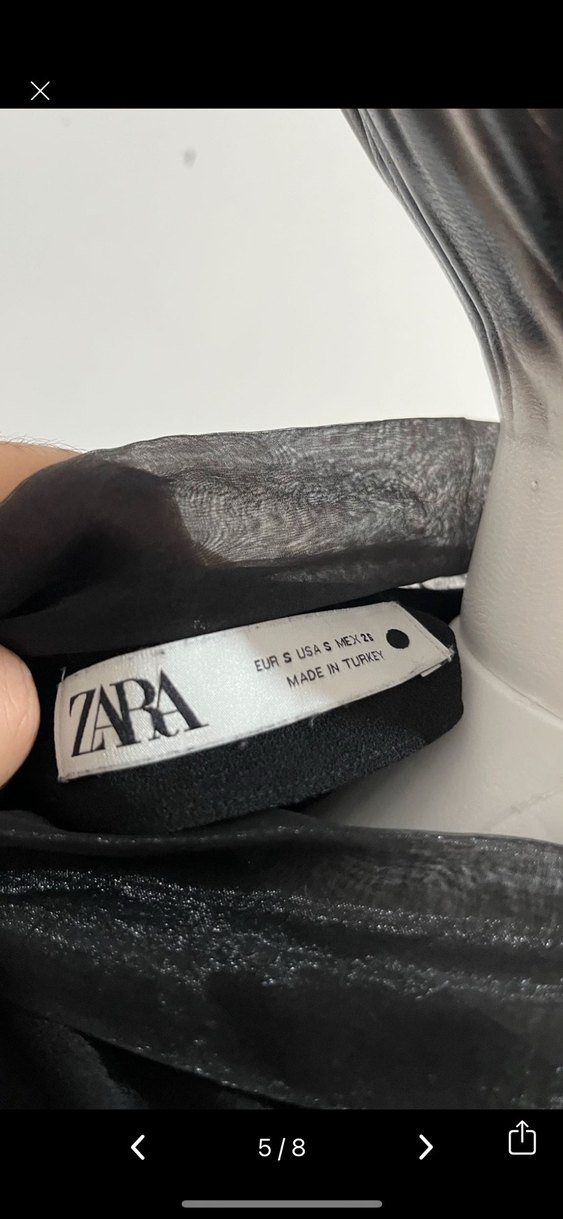 ZARA
EUR S USA S MEX 26
MADE IN TURKEY
5/8